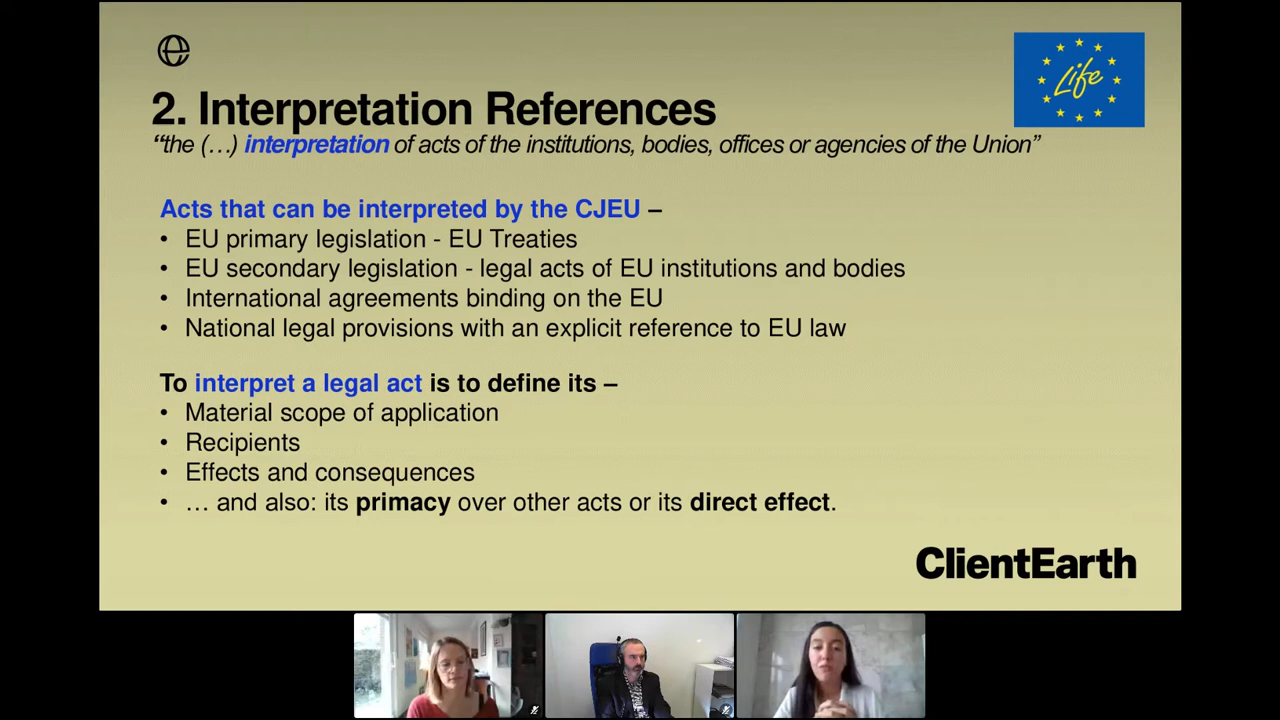 2. Interpretation References
“the (…) interpretation of acts of the institutions, bodies, offices or agencies of the Union”
Life
Acts that can be interpreted by the CJEU –
• EU primary legislation - EU Treaties
• EU secondary legislation - legal acts of EU institutions and bodies
• International agreements binding on the EU
• National legal provisions with an explicit reference to EU law
To interpret a legal act is to define its –
• Material scope of application
• Recipients
• Effects and consequences
• … and also: its primacy over other acts or its direct effect.
ClientEarth